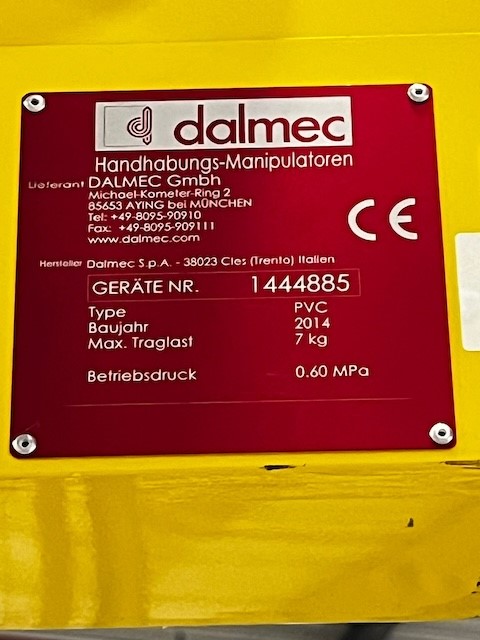 dalmec
Handhabungs-Manipulatoren
Lieferant DALMEC Gmbh
Michael-Kometer-Ring 2
85653 AYING bei MÜNCHEN
Tel: +49-8095-90910
Fax: +49-8095-909111
www.dalmec.com
CE
Hersteller Dalmec S.p.A. - 38023 Cles (Trento) Italien
GERÄTE NR. 1444885
Type PVC
Baujahr 2014
Max. Traglast 7 kg
Betriebsdruck 0.60 MPa